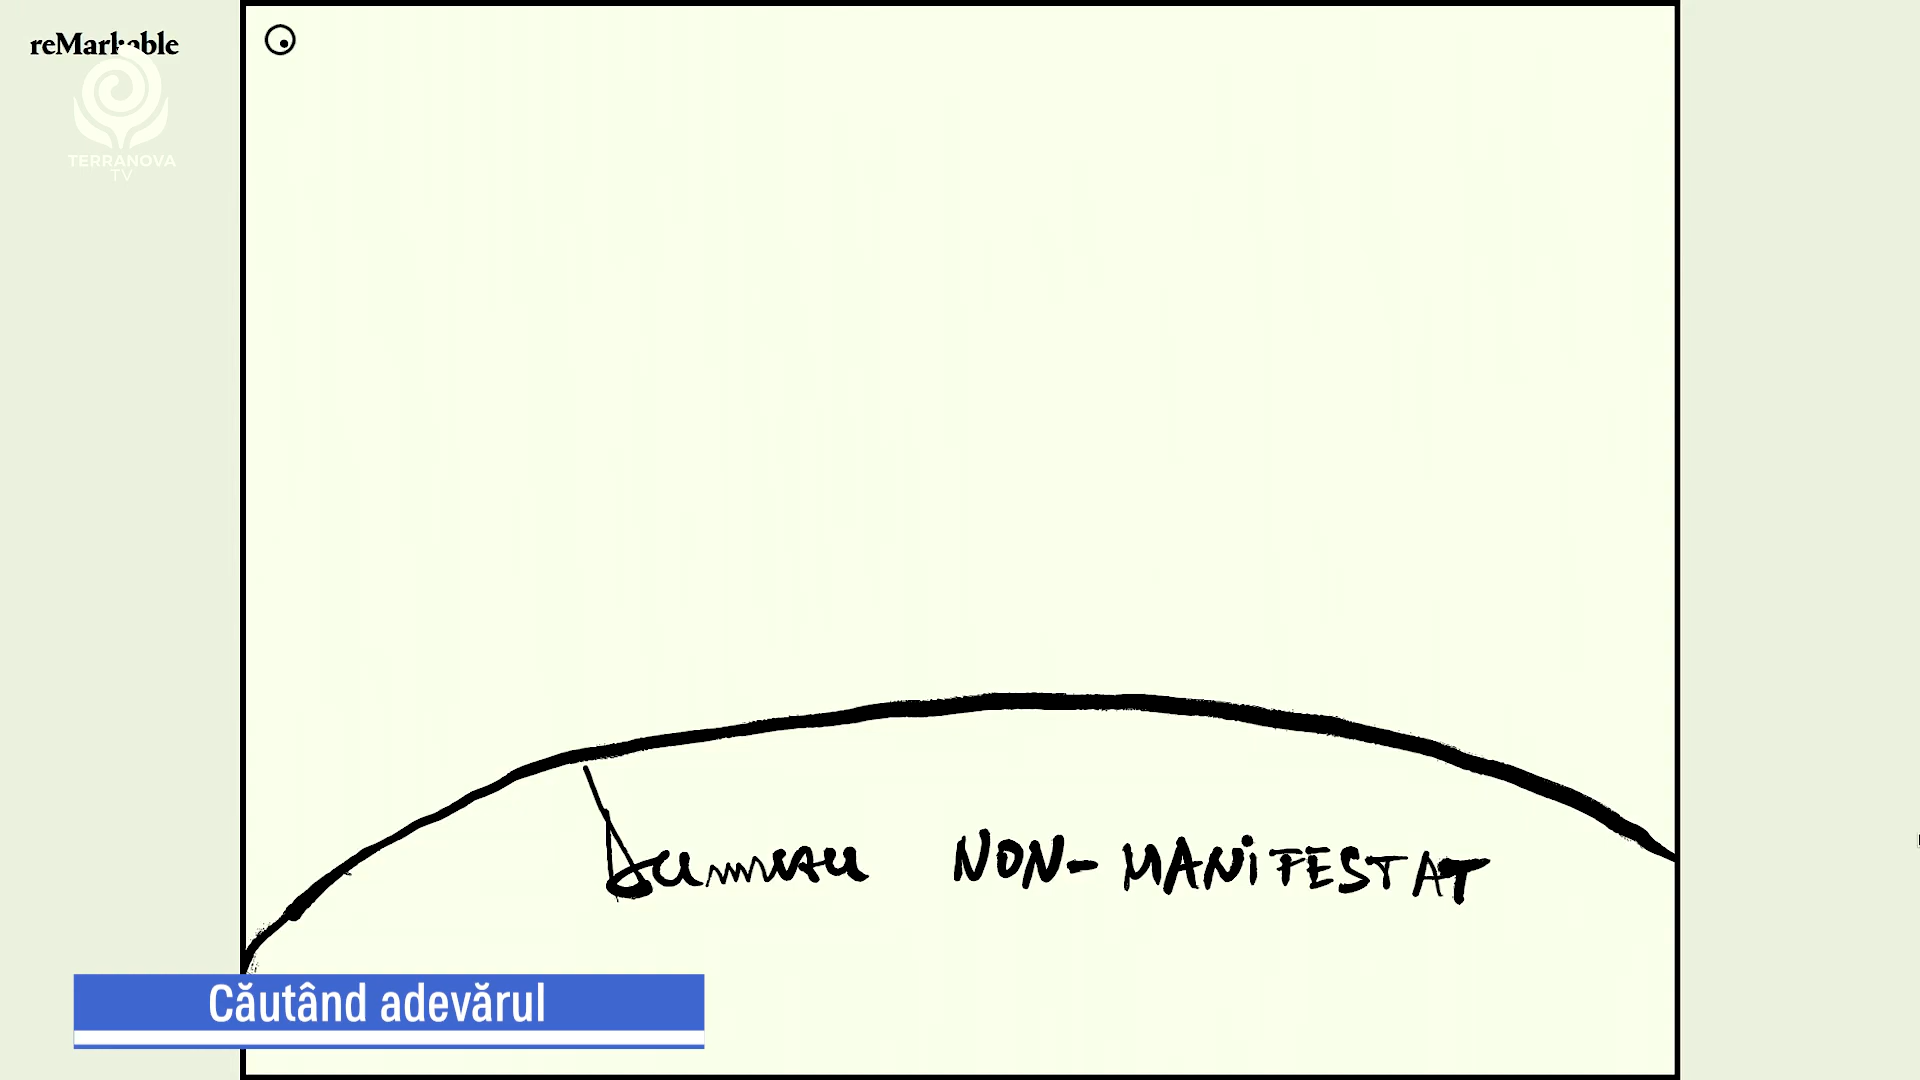 reMarkable
TERRANOVA
TV
NON-MANiFESTAT
Căutând adevărul